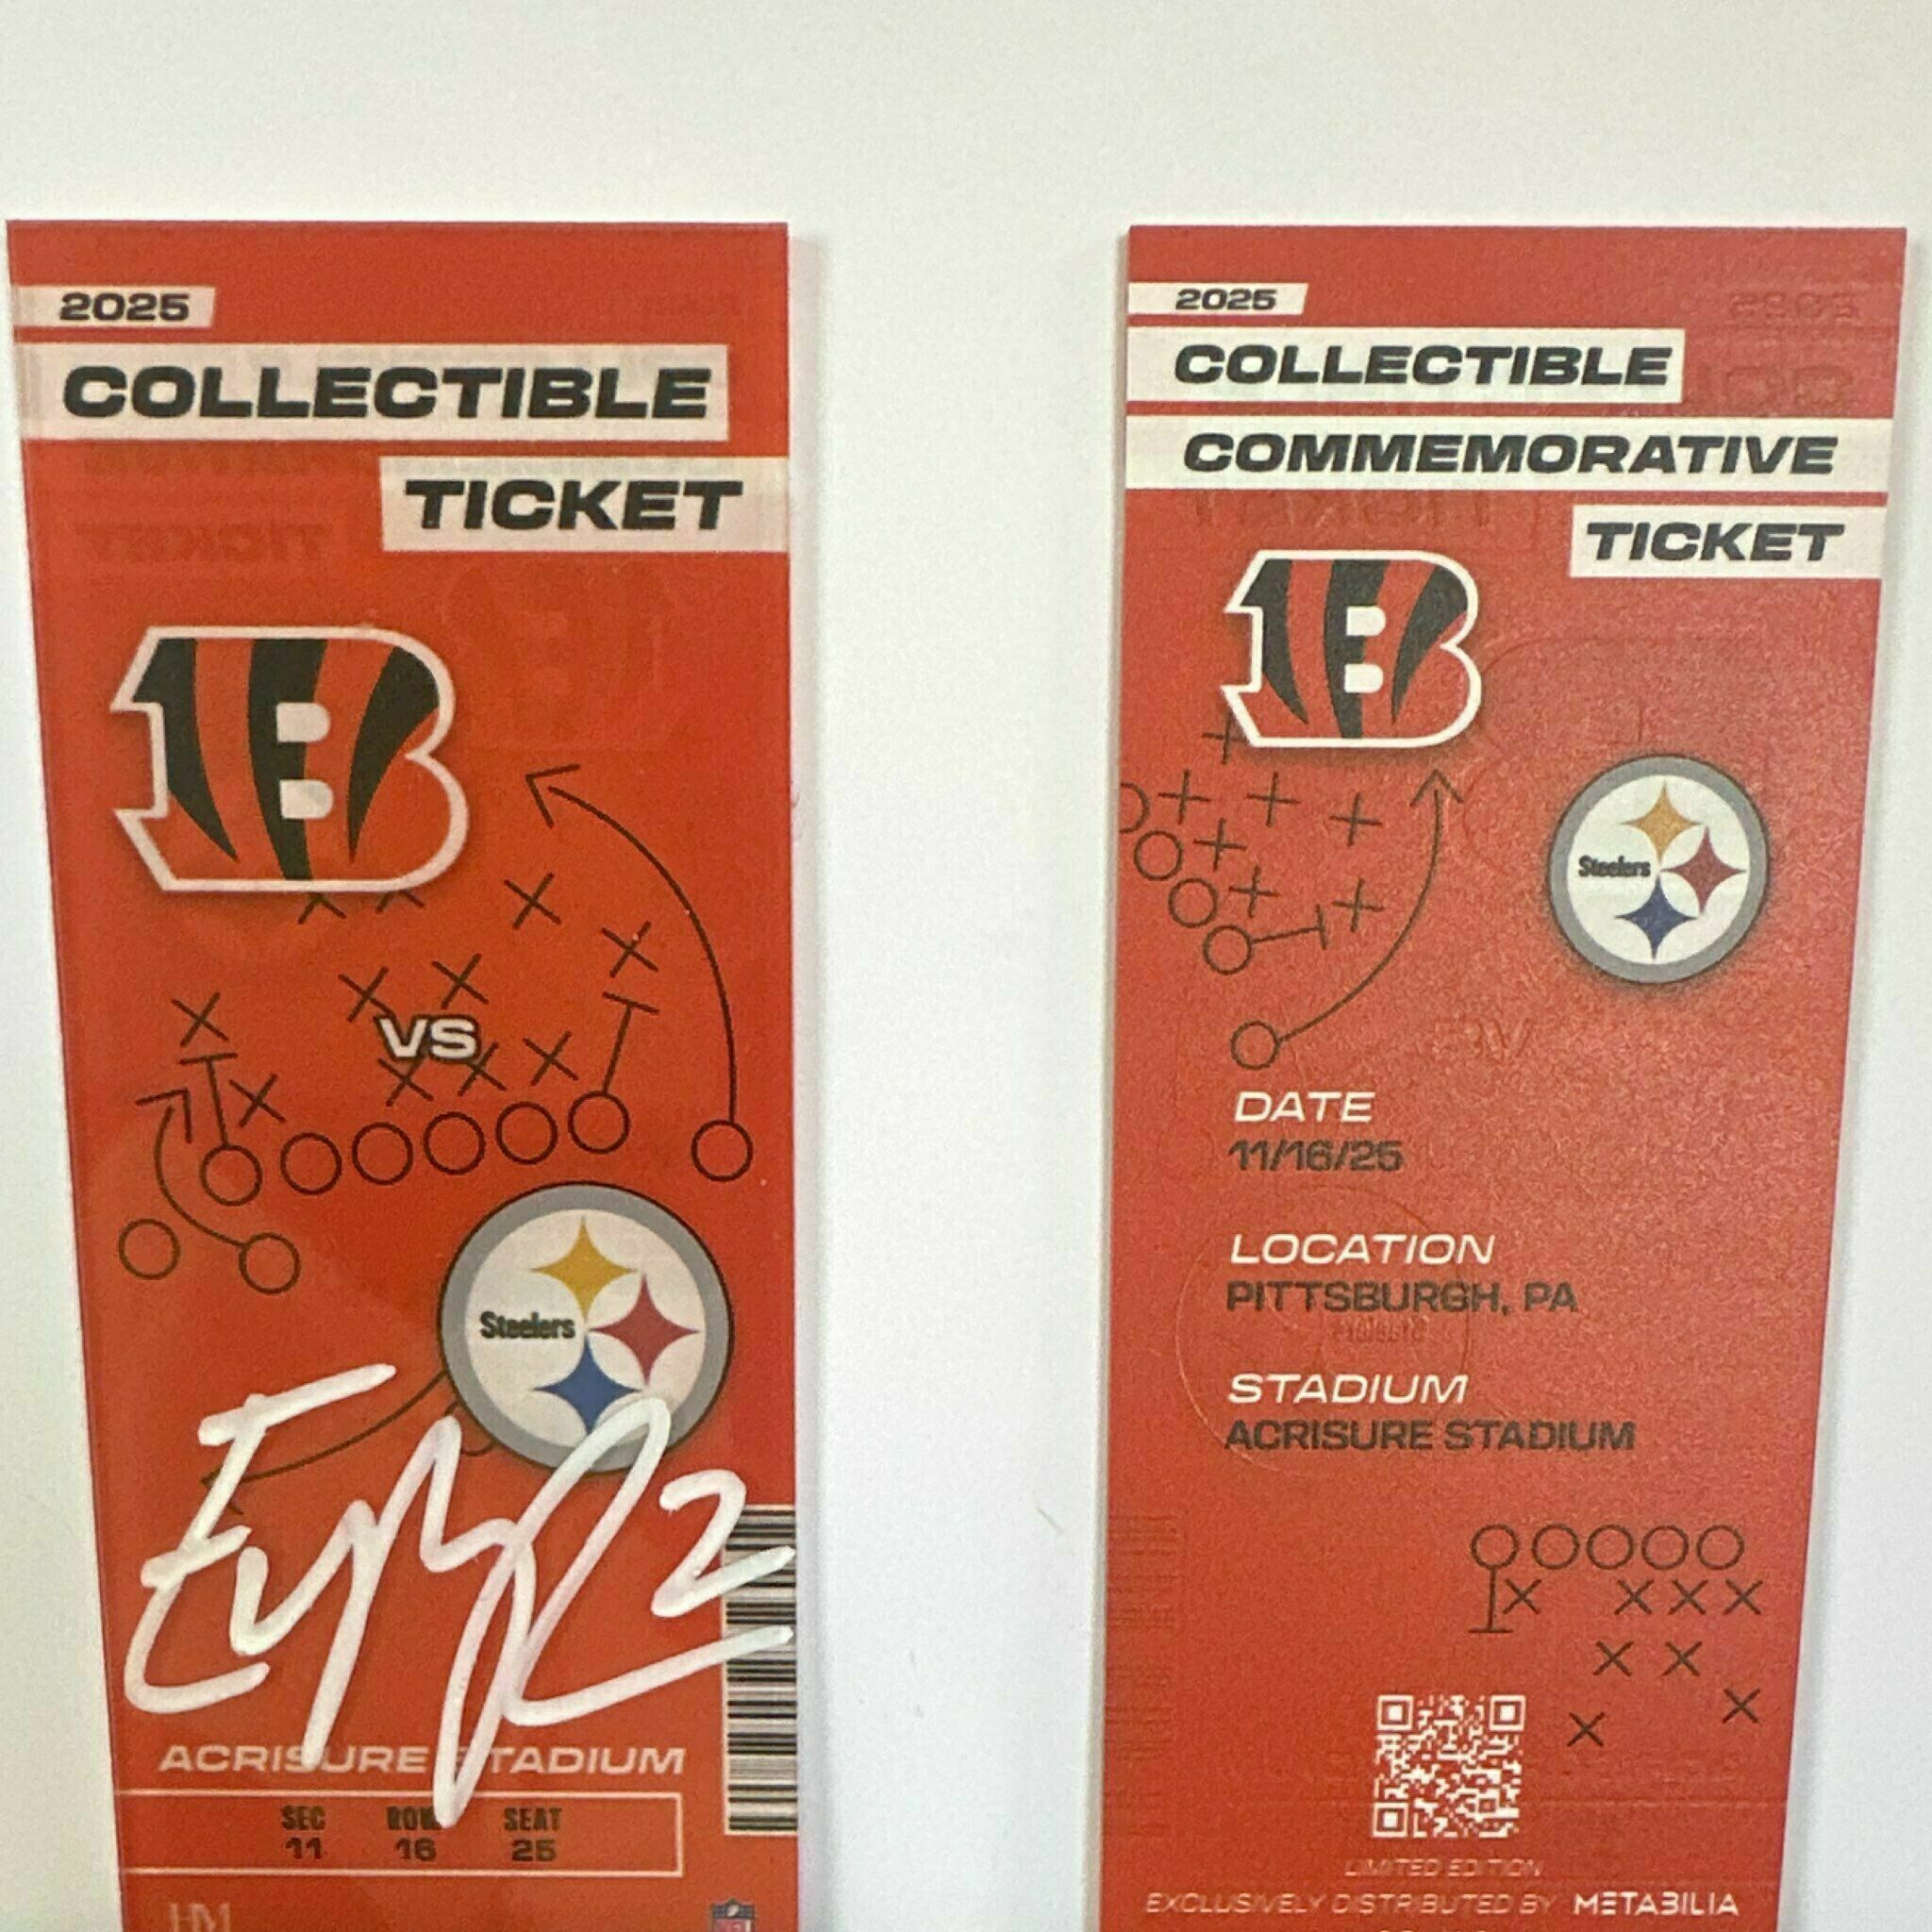 2025
COLLECTIBLE
TICKET
VS
Steelers
ACRISURE STADIUM
SEC ROW SEAT
11 16 25
2025
COLLECTIBLE
COMMEMORATIVE
TICKET
Steelers
DATE
11/16/25
LOCATION
PITTSBURGH, PA
STADIUM
ACRISURE STADIUM
LIMITED EDITION
EXCLUSIVELY DISTRIBUTED BY METABILIA